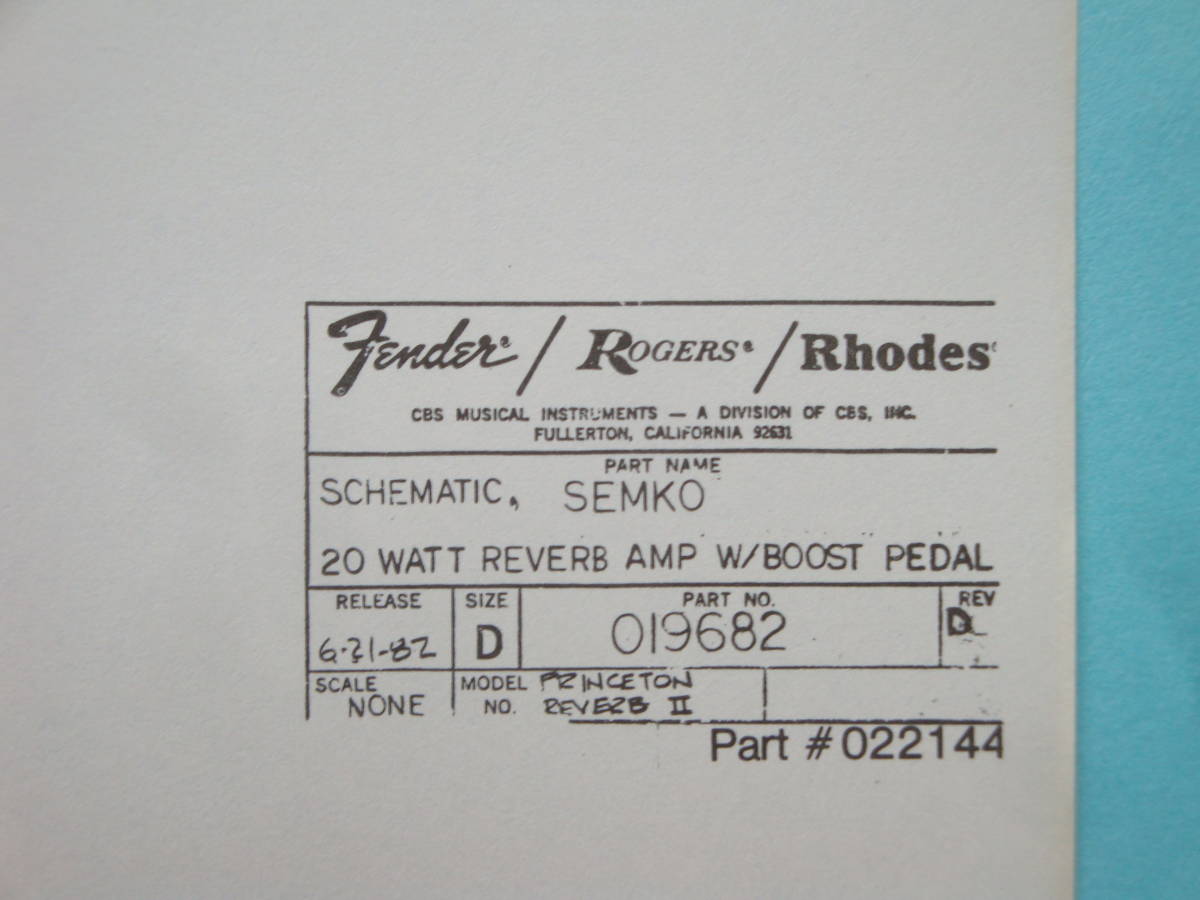 Fender® / ROGERS® / Rhodes
CBS MUSICAL INSTRUMENTS — A DIVISION OF CBS, INC.
FULLERTON, CALIFORNIA 92631
PART NAME
SCHEMATIC, SEMKO
20 WATT REVERB AMP W/BOOST PEDAL
RELEASE SIZE PART NO. REV
6-21-82 D 019682 D
SCALE MODEL PRINCETON
NONE NO. REVERB II
Part #022144